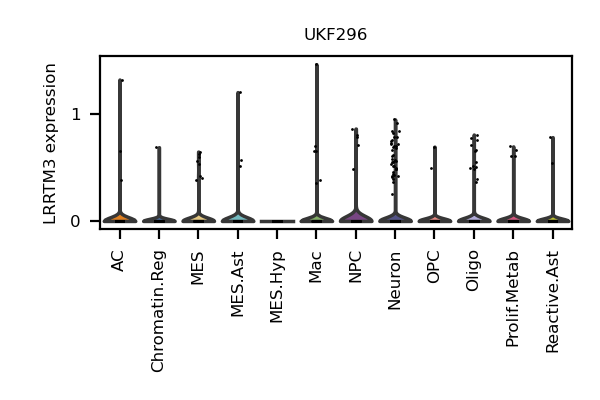 UKF296
LRRTM3 expression
1
0
AC
Chromatin.Reg
MES
MES.Ast
MES.Hyp
Mac
NPC
Neuron
OPC
Oligo
Prolif.Metab
Reactive.Ast